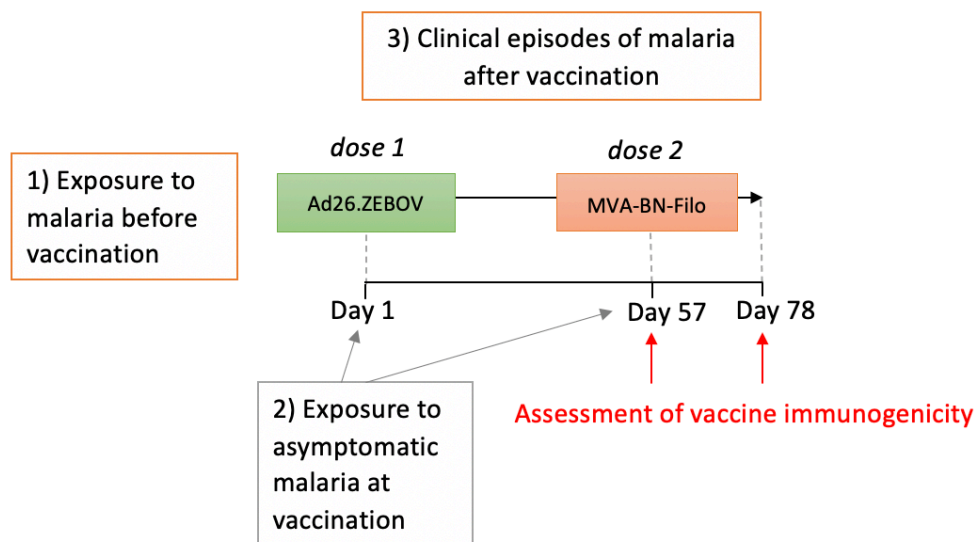 3) Clinical episodes of malaria
after vaccination
dose 1
dose 2
1) Exposure to
malaria before
vaccination
Ad26.ZEBOV
MVA-BN-Filo
Day 1
Day 57
Day 78
2) Exposure to
asymptomatic
malaria at
vaccination
Assessment of vaccine immunogenicity